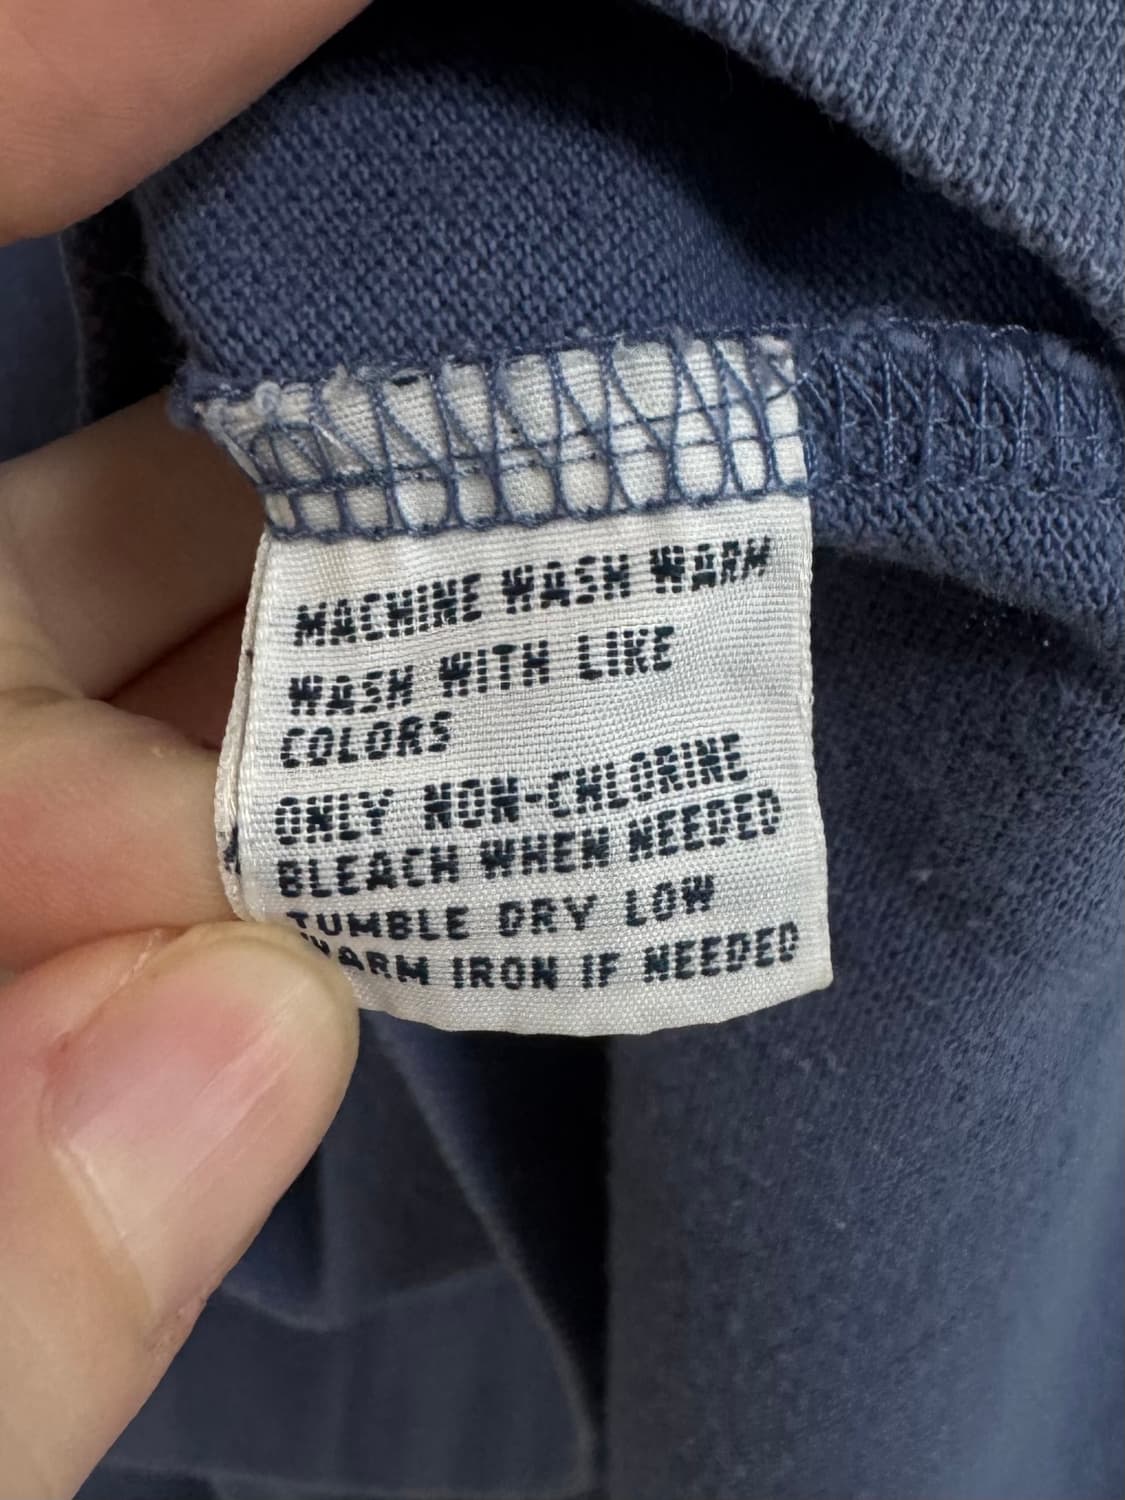 MACHINE WASH WARM
WASH WITH LIKE
COLORS
ONLY NON-CHLORINE
BLEACH WHEN NEEDED
TUMBLE DRY LOW
WARM IRON IF NEEDED